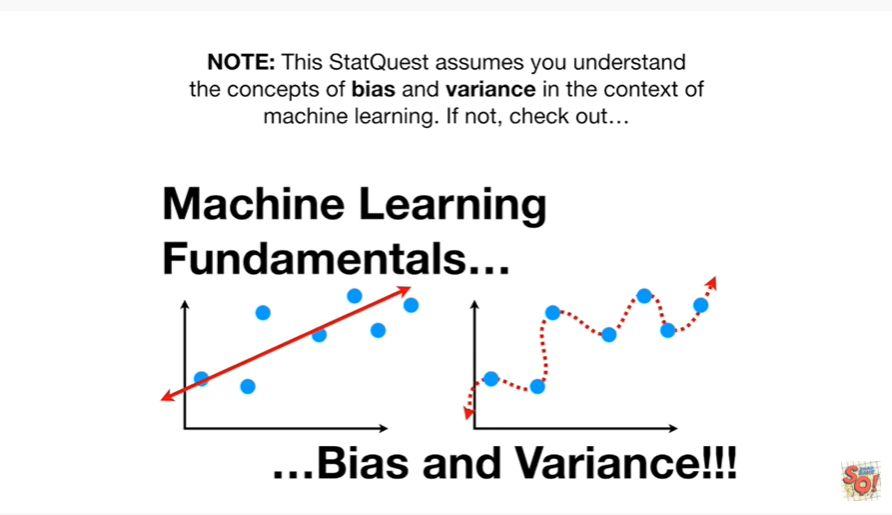 NOTE: This StatQuest assumes you understand
the concepts of bias and variance in the context of
machine learning. If not, check out…
Machine Learning
Fundamentals…
…Bias and Variance!!!
SQ!